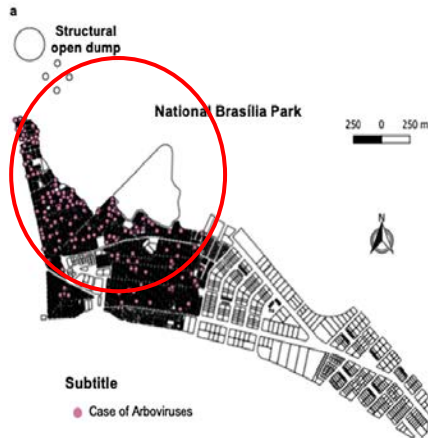 a
Structural
open dump
National Brasília Park
250 0 250 m
N
Subtitle
Case of Arboviruses